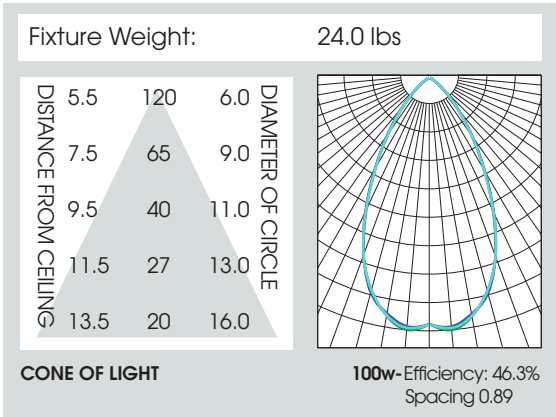 Fixture Weight: 24.0 lbs
DISTANCE FROM CEILING
DIAMETER OF CIRCLE
5.5 120 6.0
7.5 65 9.0
9.5 40 11.0
11.5 27 13.0
13.5 20 16.0
CONE OF LIGHT
100w-Efficiency: 46.3%
Spacing 0.89